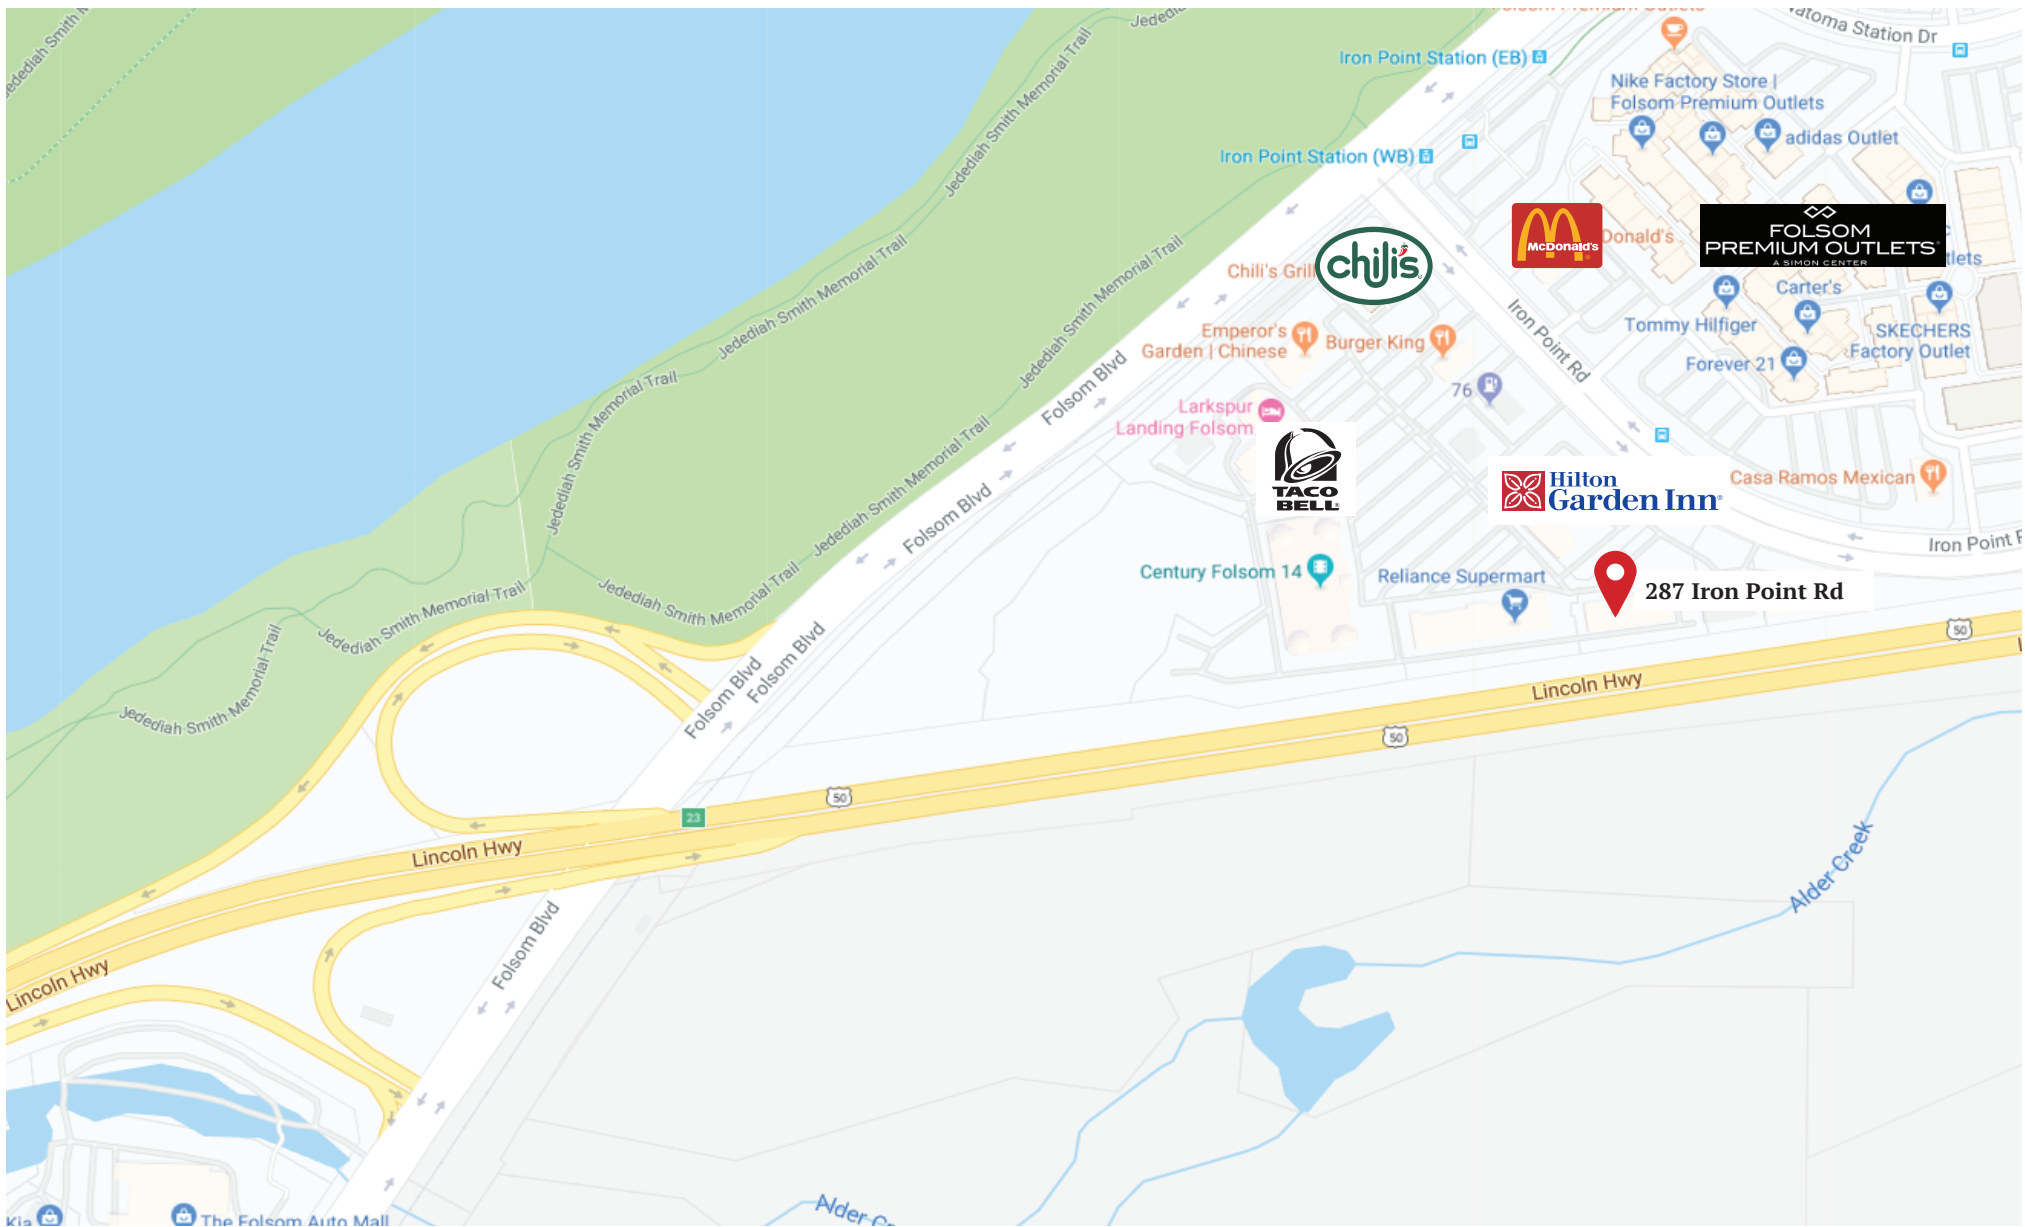 Folsom Premium Outlets
Jedediah Smith
Natoma Station Dr
Jedediah Smith Memorial Trail
Iron Point Station (EB)
Nike Factory Store |
Folsom Premium Outlets
adidas Outlet
Iron Point Station (WB)
McDonald's
Donald's
FOLSOM
PREMIUM OUTLETS
A SIMON CENTER
tlets
Chili's Grill
chili's
Jedediah Smith Memorial Trail
Jedediah Smith Memorial Trail
Carter's
Tommy Hilfiger
Iron Point Rd
SKECHERS
Factory Outlet
Emperor's
Garden | Chinese
Burger King
Forever 21
76
Folsom Blvd
Jedediah Smith Memorial Trail
Larkspur
Landing Folsom
TACO
BELL
Jedediah Smith Memorial Trail
Jedediah Smith Memorial Trail
Hilton
Garden Inn
Casa Ramos Mexican
Folsom Blvd
Iron Point R
Century Folsom 14
Reliance Supermart
287 Iron Point Rd
Jedediah Smith Memorial Trail
Jedediah Smith Memorial Trail
Jedediah Smith Memorial Trail
50
Folsom Blvd
Folsom Blvd
Lincoln Hwy
50
50
23
Lincoln Hwy
Alder Creek
Folsom Blvd
Lincoln Hwy
Kia
The Folsom Auto Mall
Alder Cr